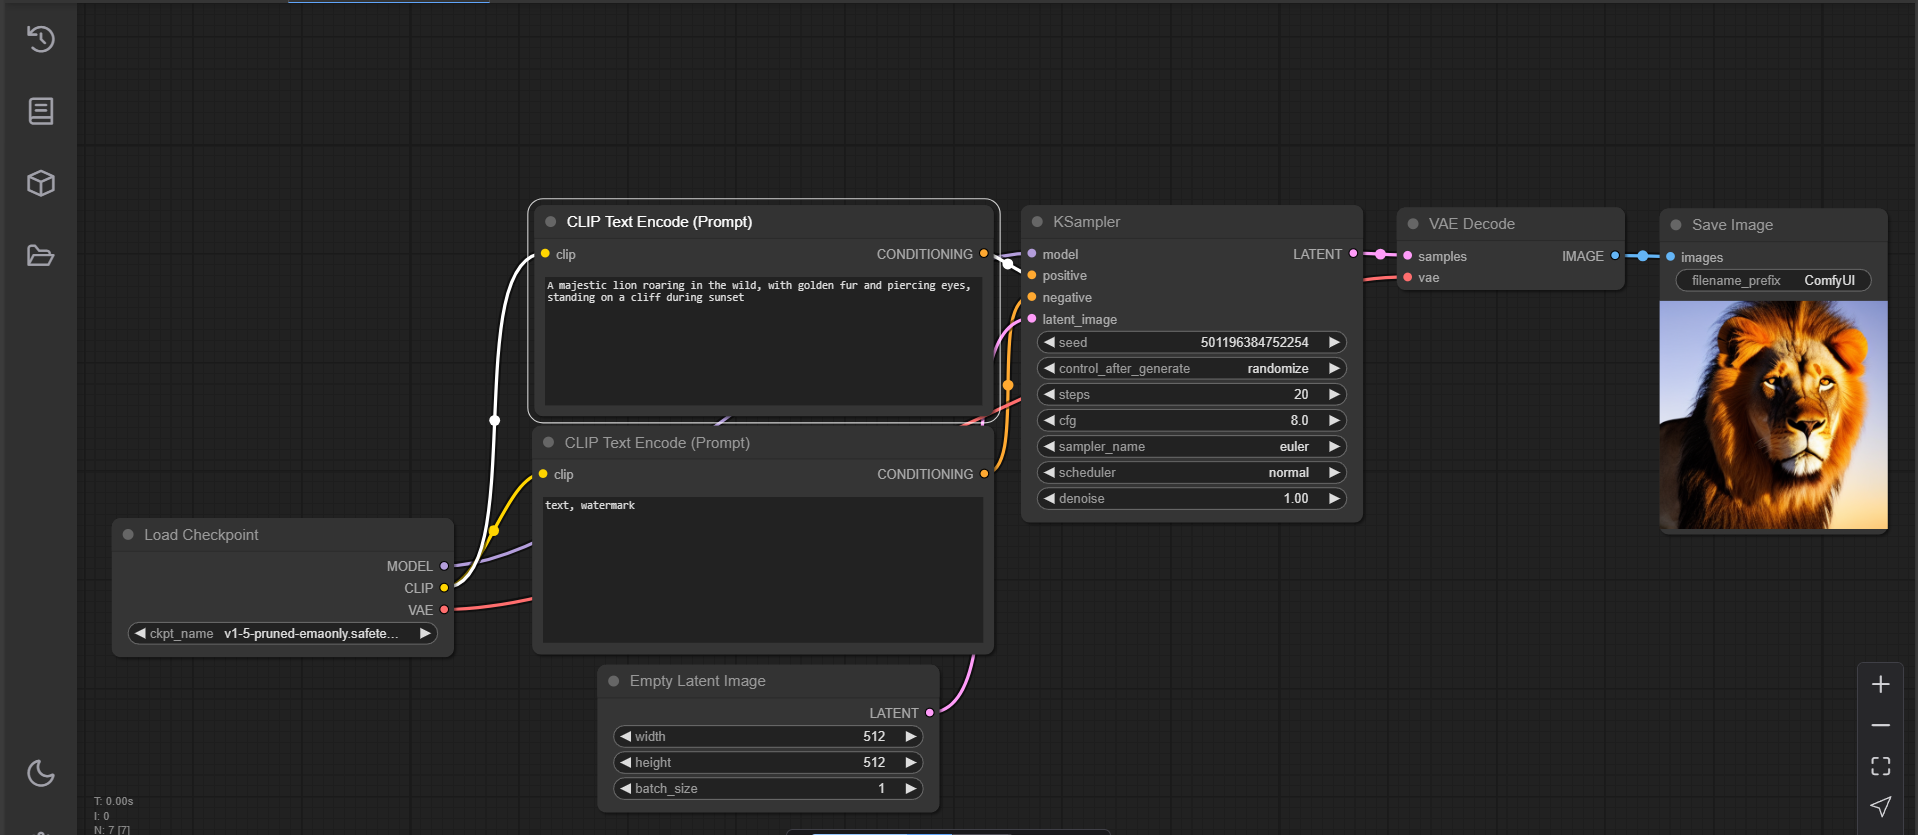 CLIP Text Encode (Prompt)
clip
CONDITIONING
A majestic lion roaring in the wild, with golden fur and piercing eyes,
standing on a cliff during sunset
CLIP Text Encode (Prompt)
clip
CONDITIONING
text, watermark
Load Checkpoint
MODEL
CLIP
VAE
ckpt_name v1-5-pruned-emaonly.safete...
Empty Latent Image
LATENT
width 512
height 512
batch_size 1
KSampler
model
LATENT
positive
negative
latent_image
seed 501196384752254
control_after_generate randomize
steps 20
cfg 8.0
sampler_name euler
scheduler normal
denoise 1.00
VAE Decode
samples
IMAGE
vae
Save Image
images
filename_prefix ComfyUI
T: 0.00s
I: 0
N: 7 [7]